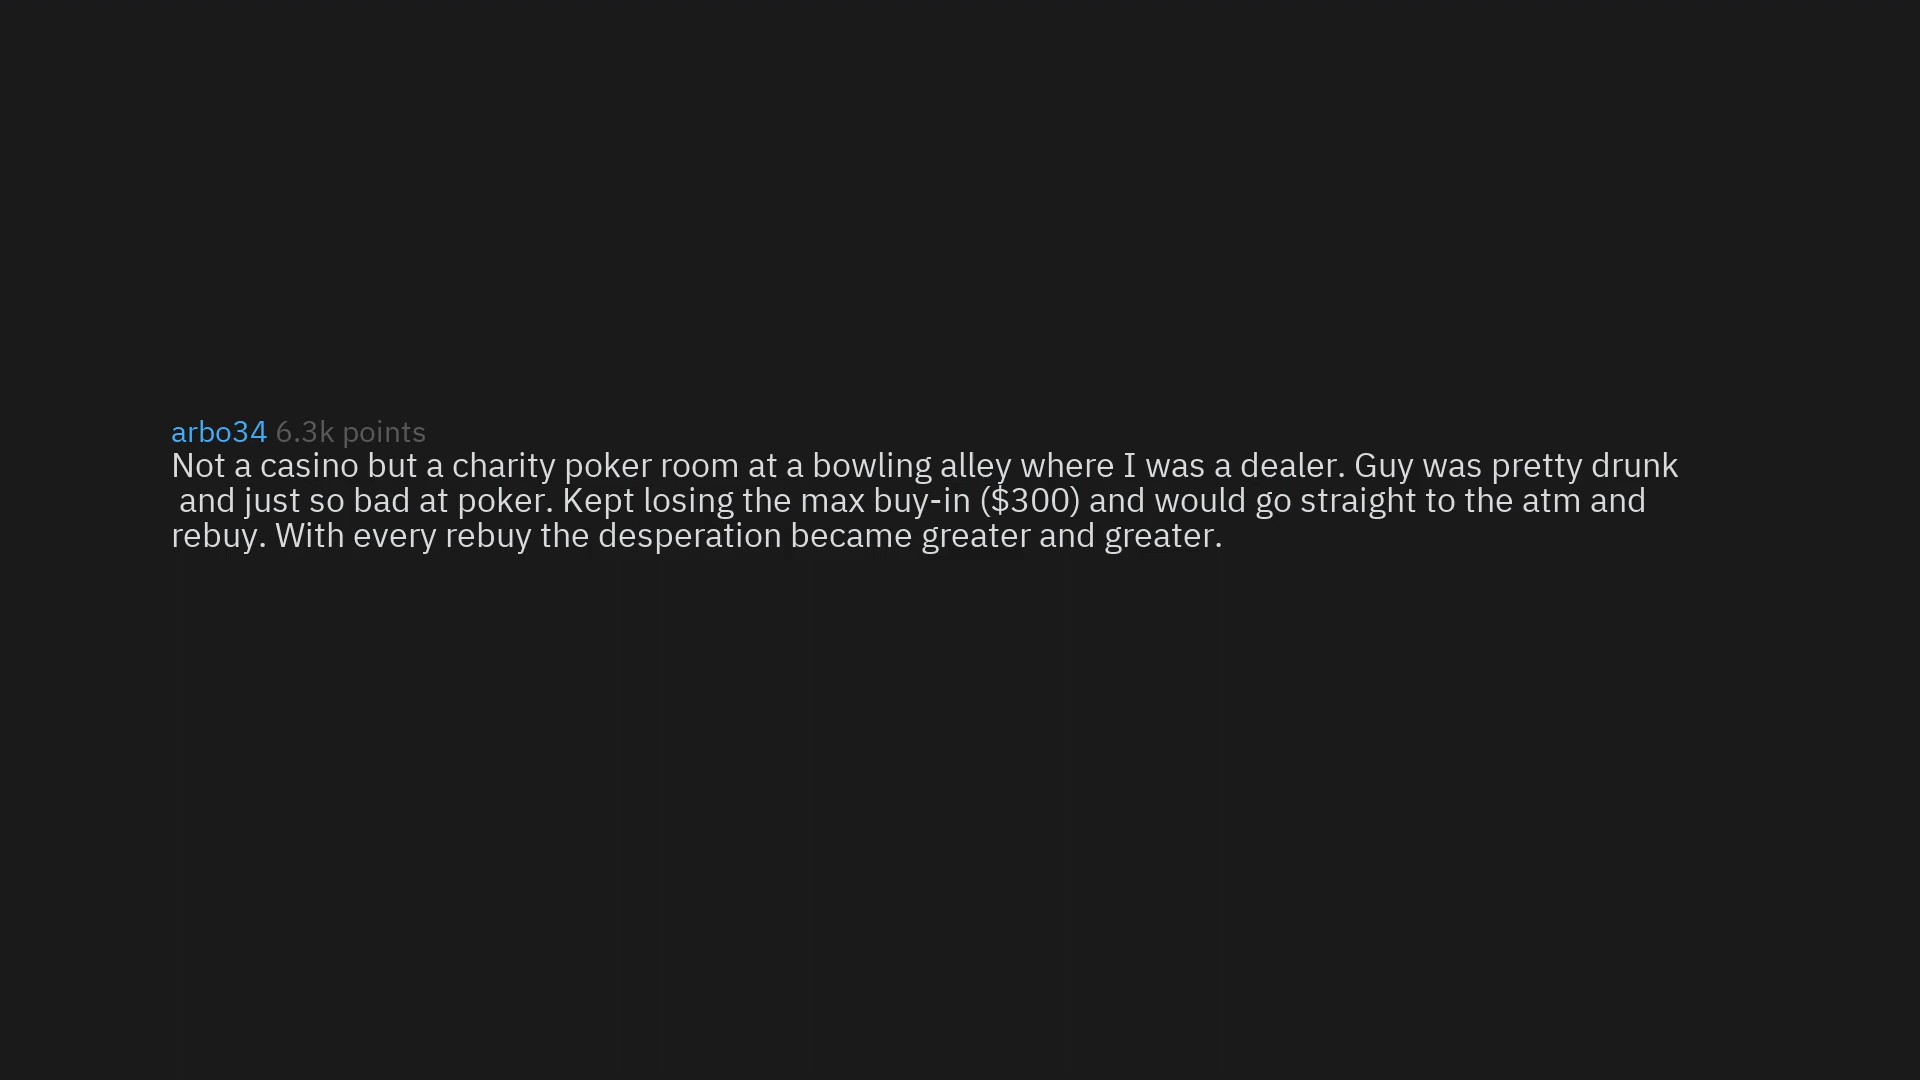 arbo34 6.3k points
Not a casino but a charity poker room at a bowling alley where I was a dealer. Guy was pretty drunk
and just so bad at poker. Kept losing the max buy-in ($300) and would go straight to the atm and
rebuy. With every rebuy the desperation became greater and greater.